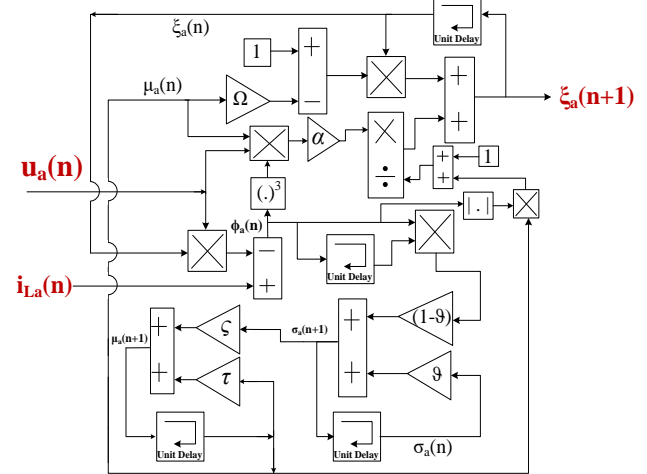 ξₐ(n)
Unit Delay
1
+
−
μₐ(n)
Ω
×
+
+
ξₐ(n+1)
×
α
×
÷
+
+
1
uₐ(n)
(.)³
|.|
×
ϕₐ(n)
×
−
+
×
Unit Delay
i_La(n)
(1-ϑ)
μₐ(n+1)
+
+
ς
σₐ(n+1)
+
+
τ
ϑ
Unit Delay
Unit Delay
σₐ(n)